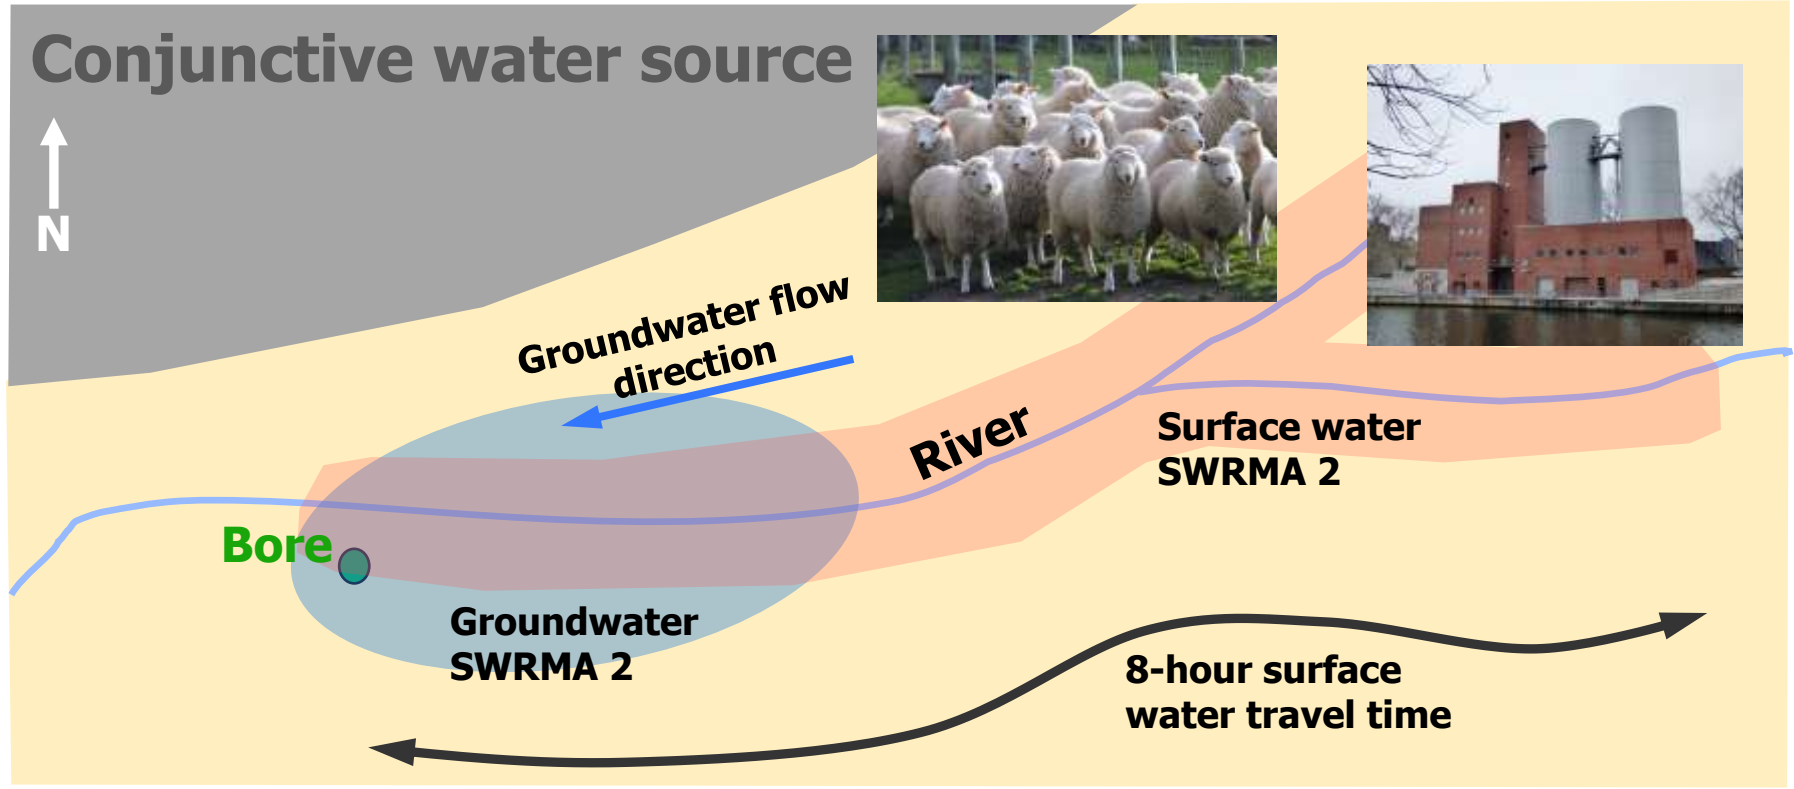 Conjunctive water source
N
Groundwater flow
direction
River
Surface water
SWRMA 2
Bore
Groundwater
SWRMA 2
8-hour surface
water travel time